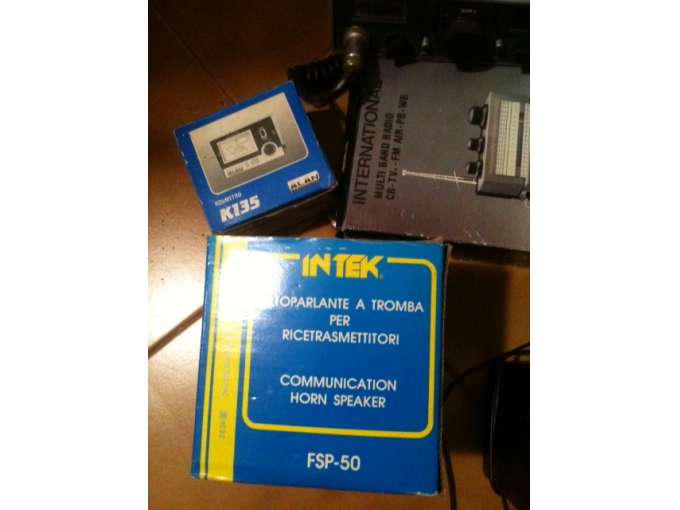 ROSMETRO
K135
ALAN
INTERNATIONAL
MULTI BAND RADIO
CB-TV.-FM AIR-PB-WB
INTEK
TOPARLANTE A TROMBA
PER
RICETRASMETTITORI
COMMUNICATION
HORN SPEAKER
FSP-50